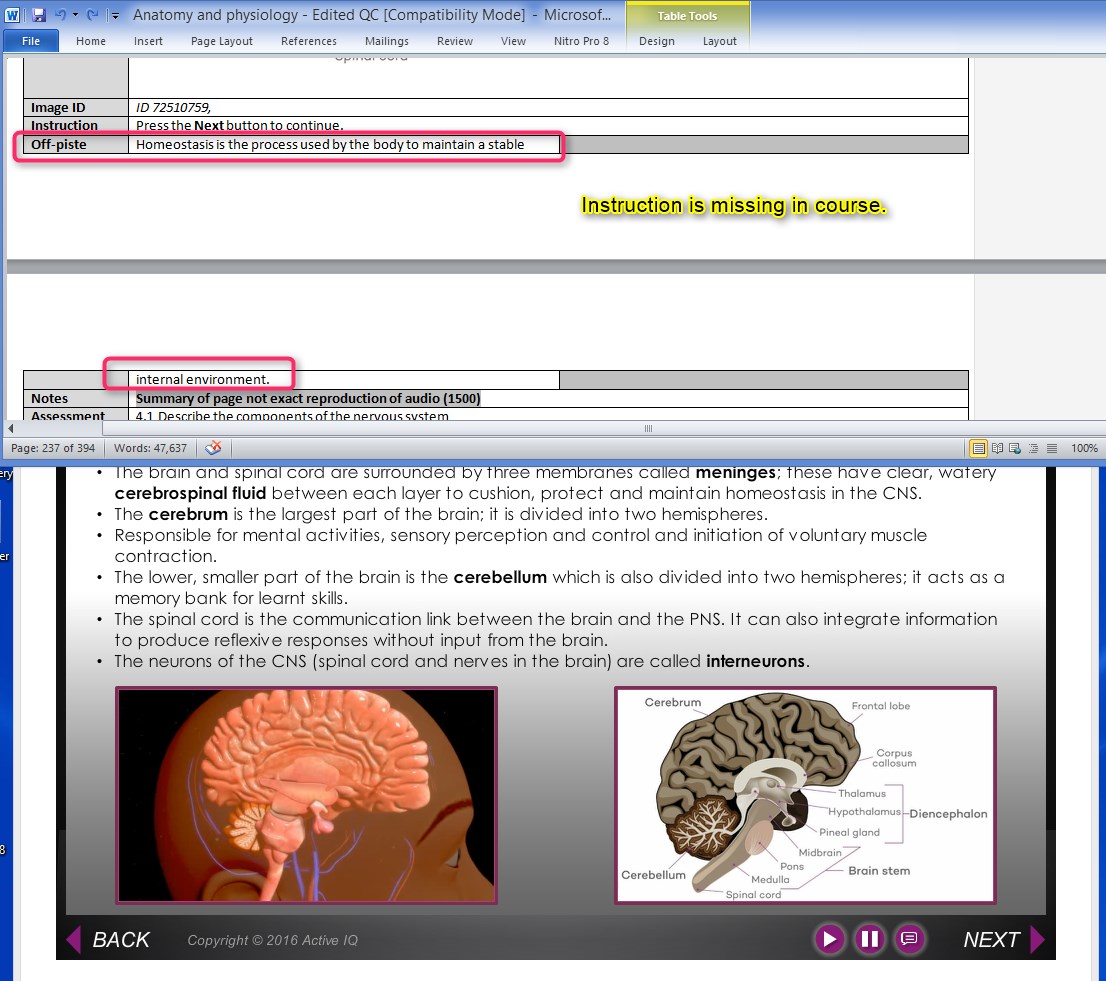 Anatomy and physiology - Edited QC [Compatibility Mode] - Microsof...
Table Tools
File Home Insert Page Layout References Mailings Review View Nitro Pro 8 Design Layout
Spinal cord
Image ID ID 72510759,
Instruction Press the Next button to continue.
Off-piste Homeostasis is the process used by the body to maintain a stable
Instruction is missing in course.
internal environment.
Notes Summary of page not exact reproduction of audio (1500)
Assessment 4.1 Describe the components of the nervous system
Page: 237 of 394 Words: 47,637 100%
ery
er
8
• The brain and spinal cord are surrounded by three membranes called meninges; these have clear, watery
cerebrospinal fluid between each layer to cushion, protect and maintain homeostasis in the CNS.
• The cerebrum is the largest part of the brain; it is divided into two hemispheres.
• Responsible for mental activities, sensory perception and control and initiation of voluntary muscle
contraction.
• The lower, smaller part of the brain is the cerebellum which is also divided into two hemispheres; it acts as a
memory bank for learnt skills.
• The spinal cord is the communication link between the brain and the PNS. It can also integrate information
to produce reflexive responses without input from the brain.
• The neurons of the CNS (spinal cord and nerves in the brain) are called interneurons.
Cerebrum
Frontal lobe
Corpus
callosum
Thalamus
Hypothalamus
Diencephalon
Pineal gland
Midbrain
Pons
Brain stem
Cerebellum
Medulla
Spinal cord
BACK Copyright © 2016 Active IQ NEXT